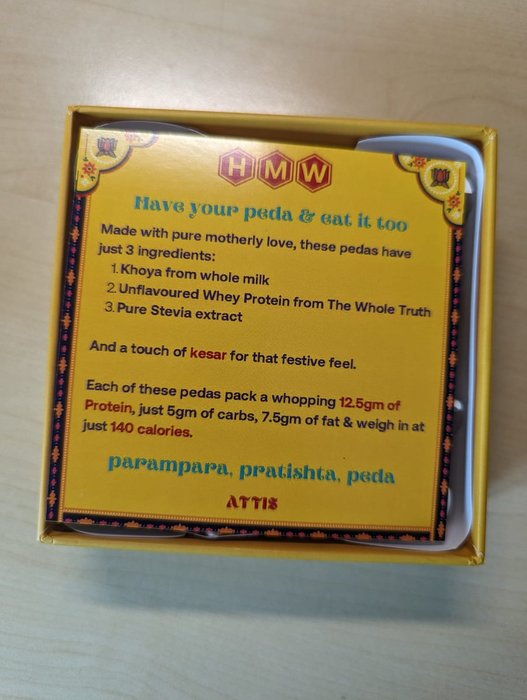 HMW
Have your peda & eat it too
Made with pure motherly love, these pedas have
just 3 ingredients:
1. Khoya from whole milk
2. Unflavoured Whey Protein from The Whole Truth
3. Pure Stevia extract
And a touch of kesar for that festive feel.
Each of these pedas pack a whopping 12.5gm of
Protein, just 5gm of carbs, 7.5gm of fat & weigh in at
just 140 calories.
parampara, pratishta, peda
ATTIS